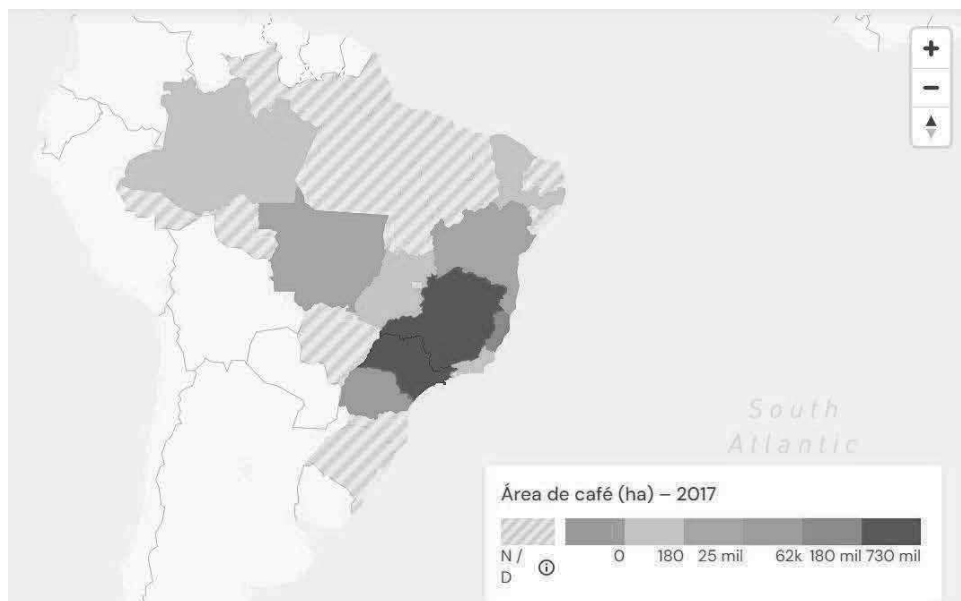 +
−
South
Atlantic
Área de café (ha) – 2017
N / D
0 180 25 mil 62k 180 mil 730 mil